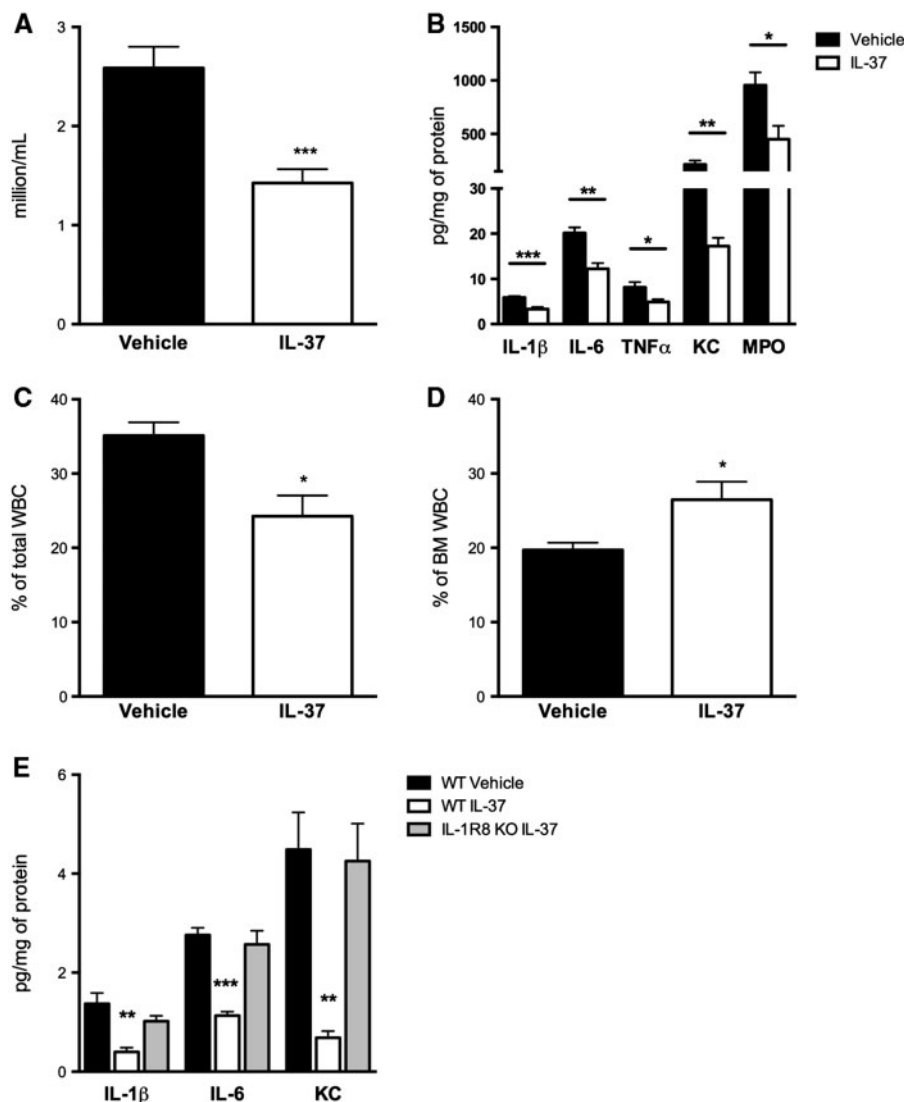 A
3
2
1
0
million/mL
***
Vehicle IL-37
B
1500
1000
500
30
20
10
0
pg/mg of protein
*** ** * ** *
IL-1β IL-6 TNFα KC MPO
Vehicle
IL-37
C
40
30
20
10
0
% of total WBC
*
Vehicle IL-37
D
40
30
20
10
0
% of BM WBC
*
Vehicle IL-37
E
6
4
2
0
pg/mg of protein
** *** **
IL-1β IL-6 KC
WT Vehicle
WT IL-37
IL-1R8 KO IL-37